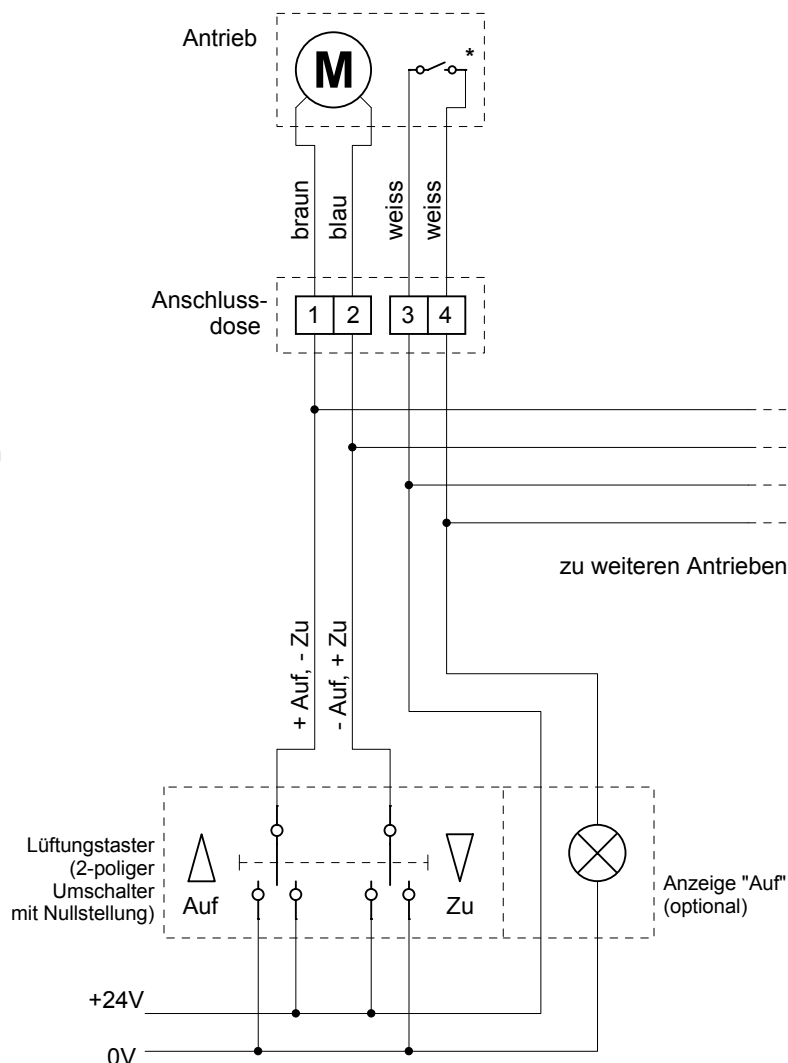 Antrieb
M
*
braun
blau
weiss
weiss
Anschluss-
dose
1 2 3 4
zu weiteren Antrieben
+ Auf, - Zu
- Auf, + Zu
Lüftungstaster
(2-poliger
Umschalter
mit Nullstellung)
Auf
Zu
Anzeige "Auf"
(optional)
+24V
0V